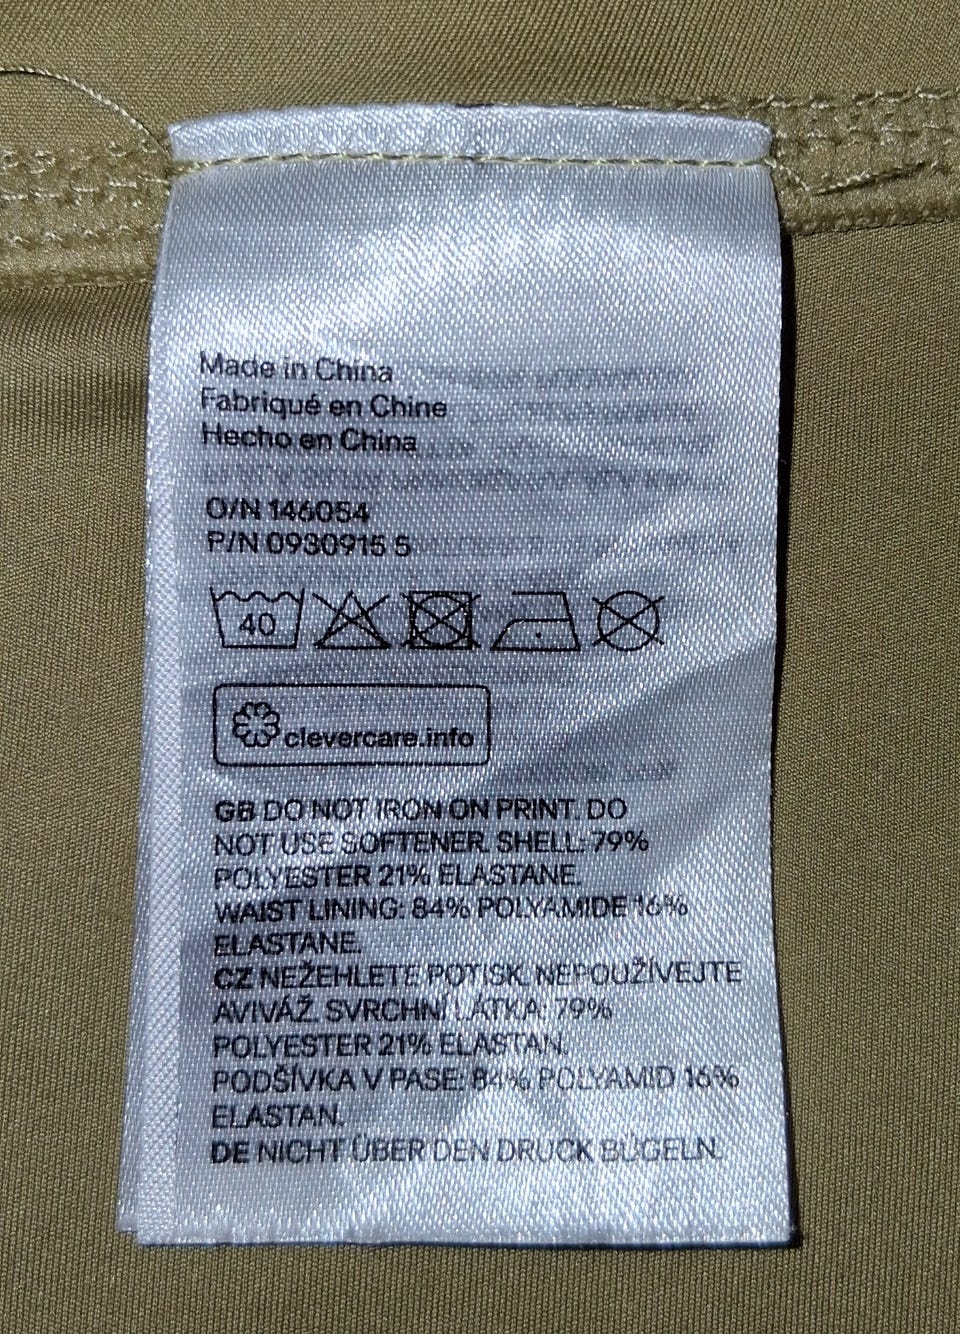 Made in China
Fabriqué en Chine
Hecho en China
O/N 146054
P/N 0930915 5
40
clevercare.info
GB DO NOT IRON ON PRINT. DO
NOT USE SOFTENER. SHELL: 79%
POLYESTER 21% ELASTANE.
WAIST LINING: 84% POLYAMIDE 16%
ELASTANE.
CZ NEŽEHLETE POTISK. NEPOUŽÍVEJTE
AVIVÁŽ. SVRCHNÍ LÁTKA: 79%
POLYESTER 21% ELASTAN.
PODŠÍVKA V PASE: 84% POLYAMID 16%
ELASTAN.
DE NICHT ÜBER DEN DRUCK BÜGELN.